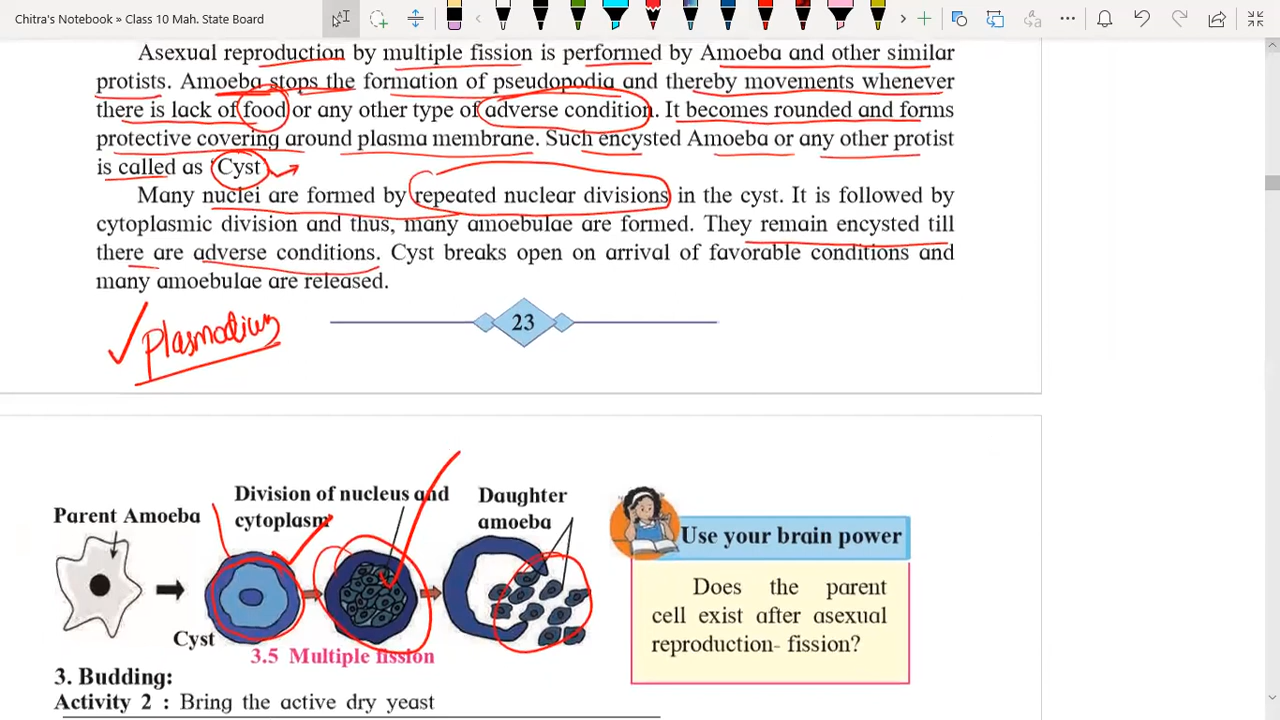 Chitra's Notebook » Class 10 Mah. State Board
Asexual reproduction by multiple fission is performed by Amoeba and other similar
protists. Amoeba stops the formation of pseudopodia and thereby movements whenever
there is lack of food or any other type of adverse condition. It becomes rounded and forms
protective covering around plasma membrane. Such encysted Amoeba or any other protist
is called as 'Cyst'
Many nuclei are formed by repeated nuclear divisions in the cyst. It is followed by
cytoplasmic division and thus, many amoebulae are formed. They remain encysted till
there are adverse conditions. Cyst breaks open on arrival of favorable conditions and
many amoebulae are released.
Plasmodium
23
Division of nucleus and
cytoplasm
Daughter
amoeba
Parent Amoeba
Cyst
3.5 Multiple fission
Use your brain power
Does the parent
cell exist after asexual
reproduction- fission?
3. Budding:
Activity 2 : Bring the active dry yeast